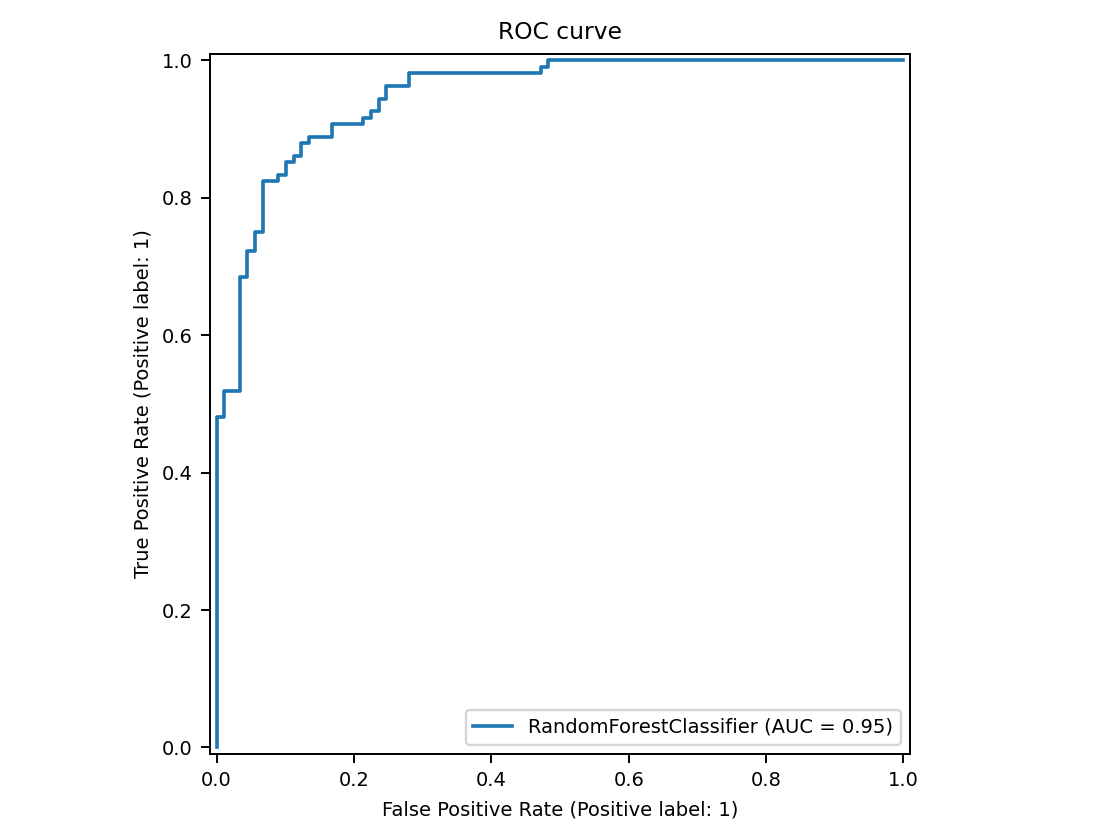 ROC curve
1.0
0.8
0.6
0.4
0.2
0.0
True Positive Rate (Positive label: 1)
RandomForestClassifier (AUC = 0.95)
0.0 0.2 0.4 0.6 0.8 1.0
False Positive Rate (Positive label: 1)